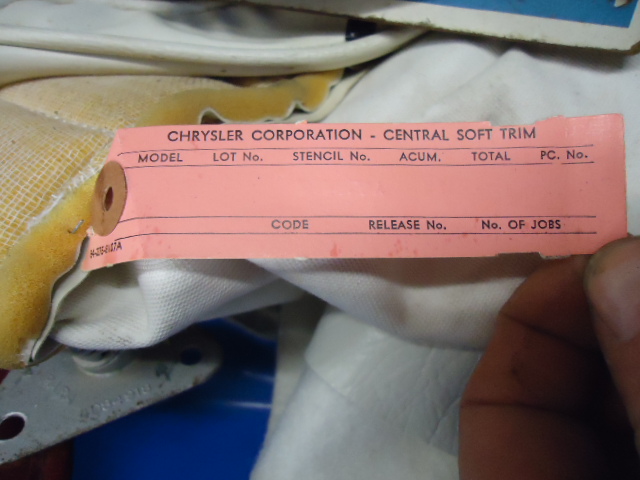 CHRYSLER CORPORATION - CENTRAL SOFT TRIM
MODEL LOT No. STENCIL No. ACUM. TOTAL PC. No.
CODE RELEASE No. No. OF JOBS